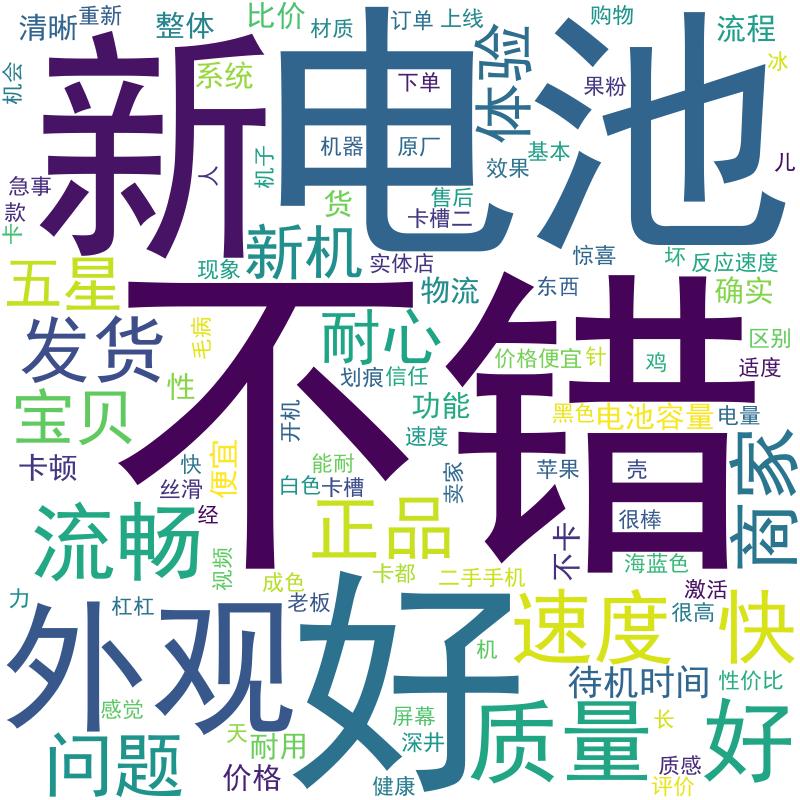 清晰
重新
整体
比价
材质
订单
上线
购物
流程
机会
新
系统
电池
下单
体验
果粉
冰
人
机子
机器
原厂
效果
基本
儿
急事
款
卡
货
售后
卡槽二
新机
现象
实体店
惊喜
坏
反应速度
五星
不错
物流
东西
确实
发货
毛病
耐心
价格便宜
针
鸡
区别
适度
划痕
信任
宝贝
性
开机
功能
黑色
电池容量
电量
速度
卡顿
快
便宜
能耐
丝滑
白色
卡槽
卖家
苹果
壳
商家
流畅
经
正品
很棒
不卡
视频
海蓝色
成色
卡都
二手手机
激活
力
杠杠
老板
外观
好
速度
快
很高
机
待机时间
性价比
感觉
天
屏幕
质量
长
好
问题
耐用
深井
价格
健康
质感
评价